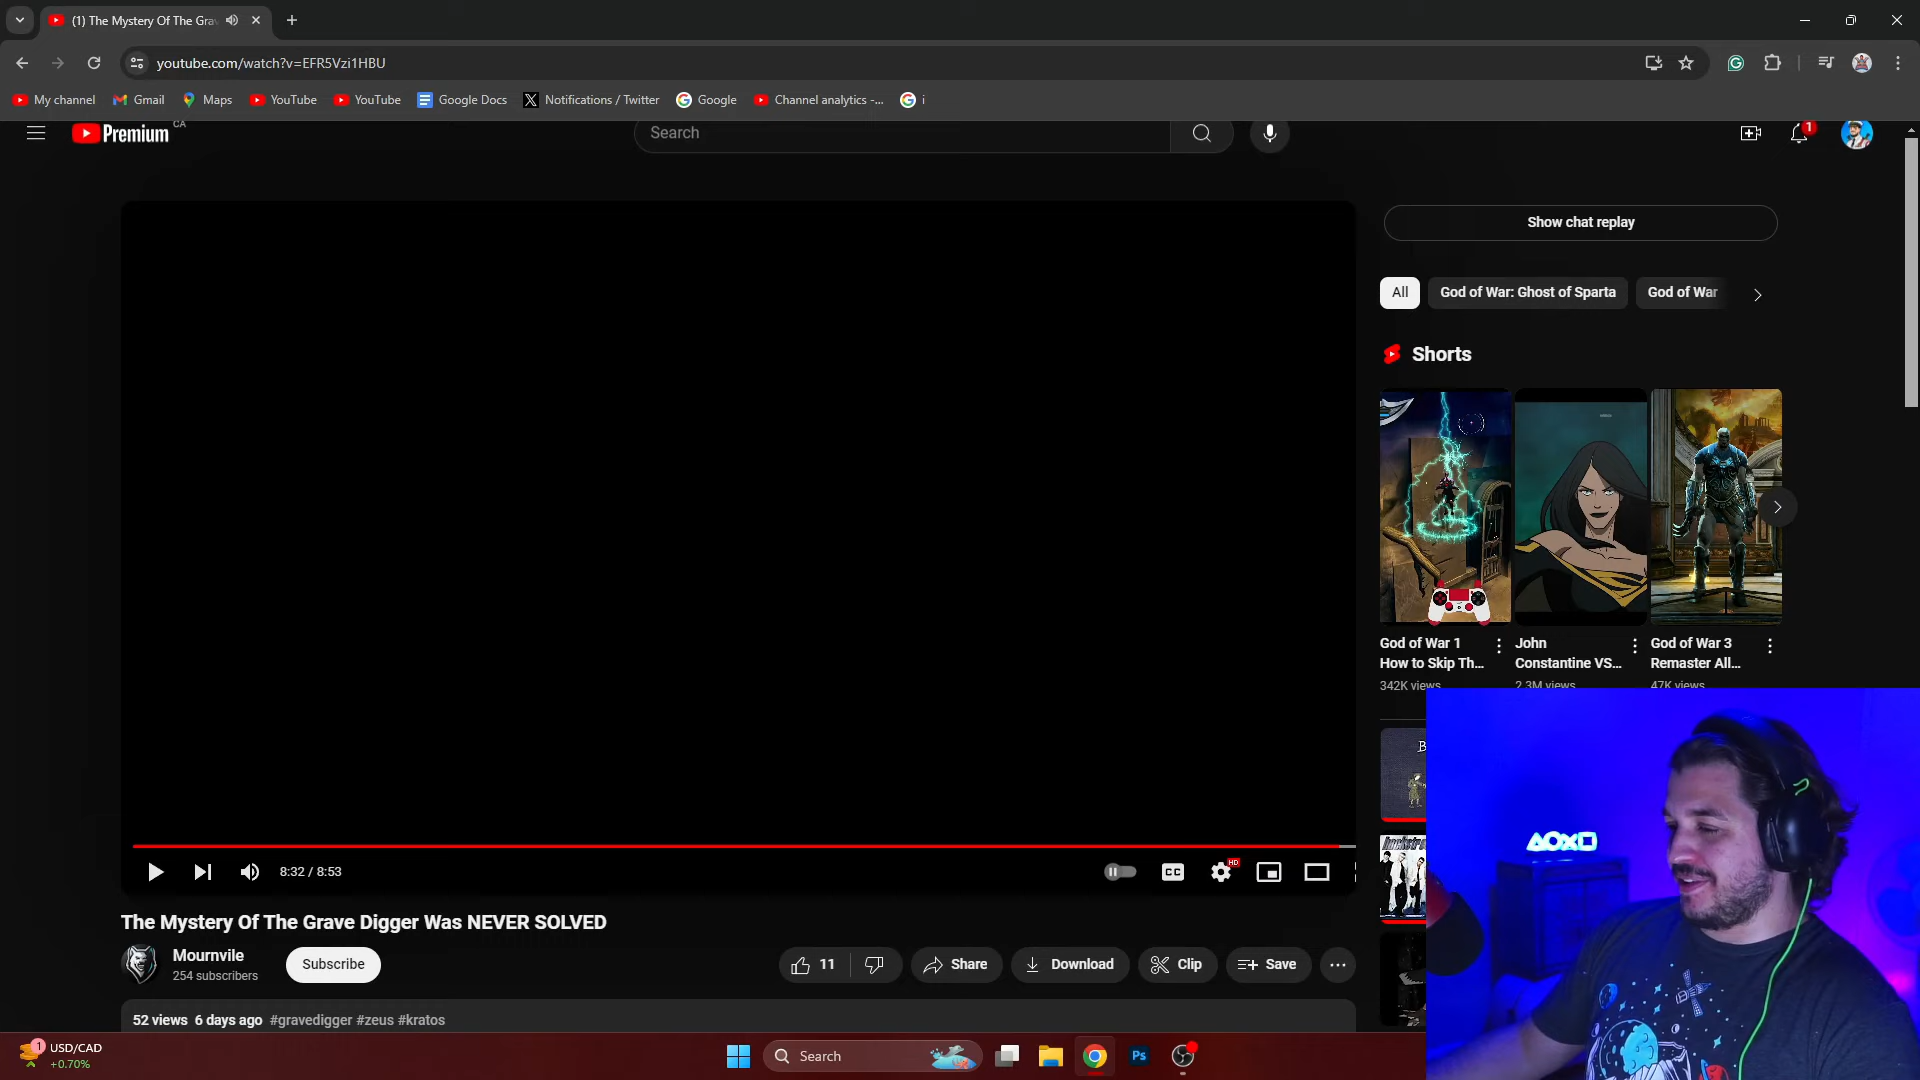 (1) The Mystery Of The Gra
youtube.com/watch?v=EFR5Vzi1HBU
My channel
Gmail
Maps
YouTube
YouTube
Google Docs
Notifications / Twitter
Google
Channel analytics -...
i
Premium CA
Search
1
Show chat replay
All
God of War: Ghost of Sparta
God of War
Shorts
God of War 1
How to Skip Th...
342K views
John
Constantine VS...
2.3M views
God of War 3
Remaster All...
47K views
8:32 / 8:53
CC
HD
The Mystery Of The Grave Digger Was NEVER SOLVED
Mournvile
254 subscribers
Subscribe
11
Share
Download
Clip
Save
52 views 6 days ago #gravedigger #zeus #kratos
1
USD/CAD
+0.70%
Search
Ps